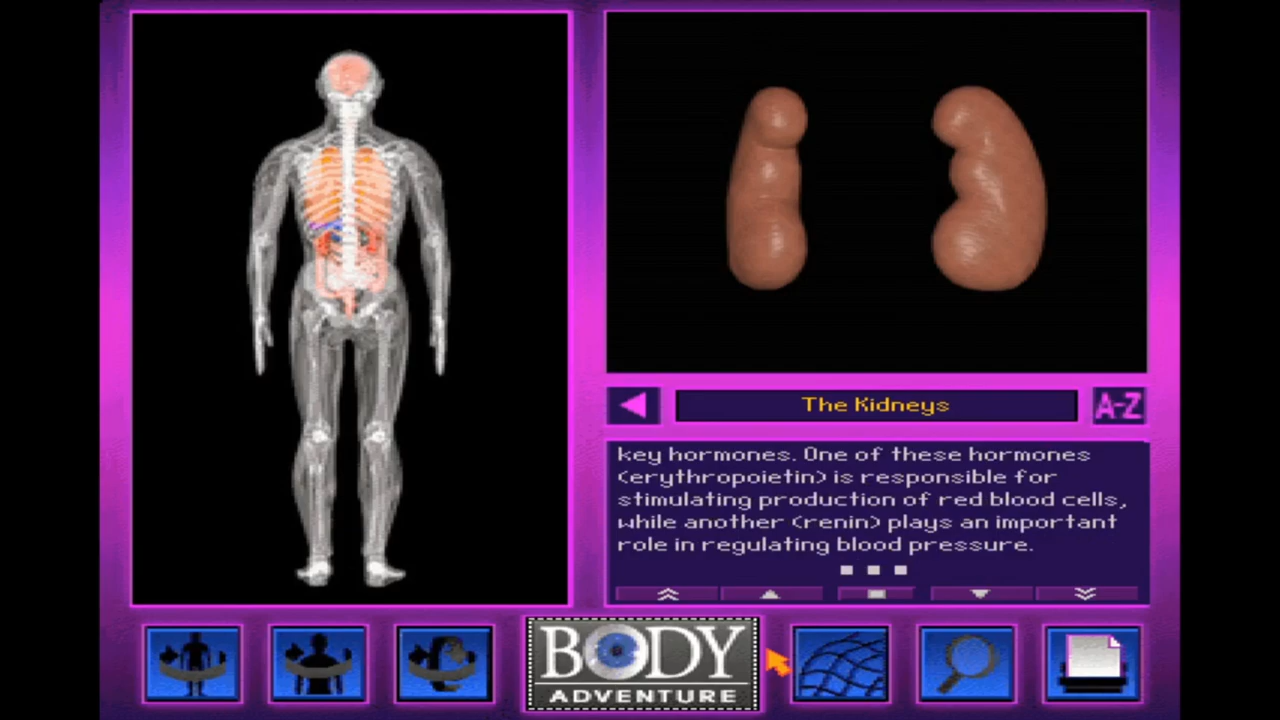 The Kidneys
A-Z
key hormones. One of these hormones
(erythropoietin) is responsible for
stimulating production of red blood cells,
while another (renin) plays an important
role in regulating blood pressure.
BODY
ADVENTURE